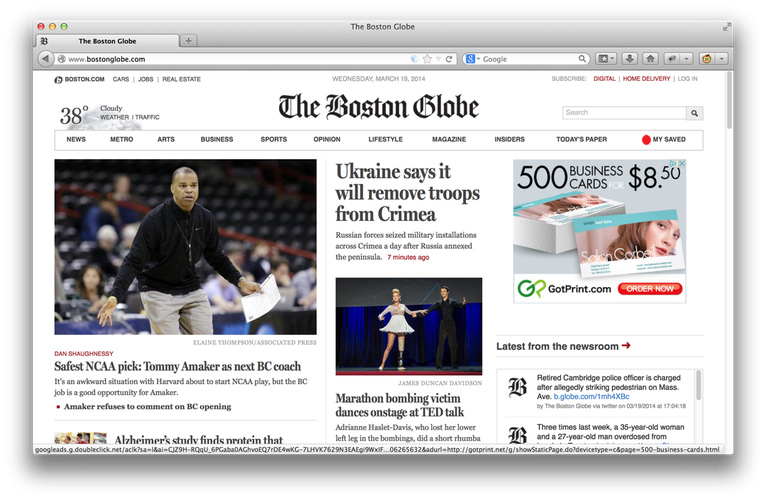 The Boston Globe
The Boston Globe
www.bostonglobe.com
Google
BOSTON.COM CARS | JOBS | REAL ESTATE
WEDNESDAY, MARCH 19, 2014
SUBSCRIBE: DIGITAL | HOME DELIVERY | LOG IN
38°
Cloudy
WEATHER | TRAFFIC
The Boston Globe
Search
NEWS METRO ARTS BUSINESS SPORTS OPINION LIFESTYLE MAGAZINE INSIDERS TODAY'S PAPER MY SAVED
ELAINE THOMPSON/ASSOCIATED PRESS
DAN SHAUGHNESSY
Safest NCAA pick: Tommy Amaker as next BC coach
It's an awkward situation with Harvard about to start NCAA play, but the BC
job is a good opportunity for Amaker.
Amaker refuses to comment on BC opening
Alzheimer's study finds protein that
Ukraine says it
will remove troops
from Crimea
Russian forces seized military installations
across Crimea a day after Russia annexed
the peninsula. 7 minutes ago
JAMES DUNCAN DAVIDSON
Marathon bombing victim
dances onstage at TED talk
Adrianne Haslet-Davis, who lost her lower
left leg in the bombings, did a short rhumba
500 BUSINESS
CARDS FOR $8.50
Salon Corbel
GotPrint.com ORDER NOW
Latest from the newsroom
Retired Cambridge police officer is charged
after allegedly striking pedestrian on Mass.
Ave. b.globe.com/1mh4XBc
by The Boston Globe via twitter on 03/19/2014 at 17:04:18
Three times last week, a 35-year-old woman
and a 27-year-old man overdosed from
googleads.g.doubleclick.net/aclk?sa=l&ai=CJZ9H-RQqU_6PGaba0AGhvoEQ7rDE4wKG-7LHVK7629N3EAEgi9WxIF...06265632&adurl=http://gotprint.net/g/showStaticPage.do?devicetype=c&page=500-business-cards.html